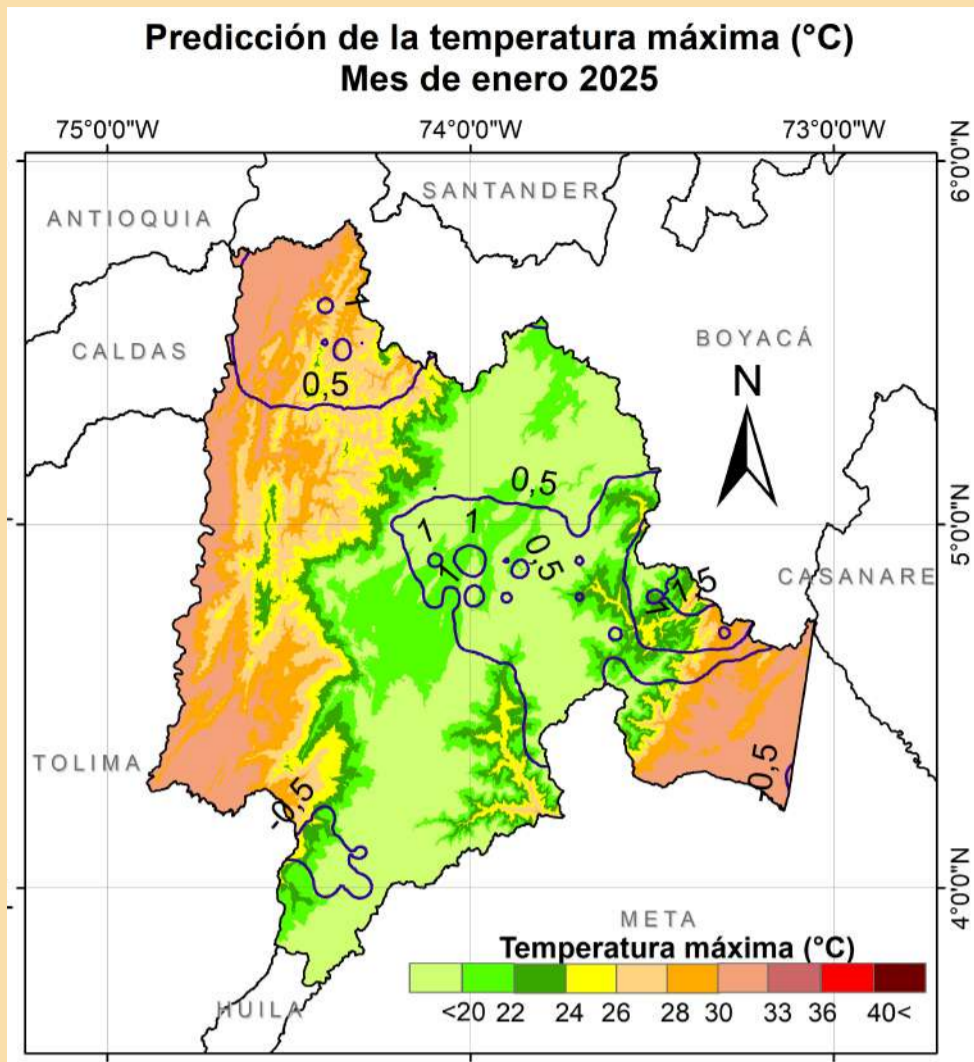 Predicción de la temperatura máxima (°C)
Mes de enero 2025
75°0'0"W 74°0'0"W 73°0'0"W
6°0'0"N
SANTANDER
ANTIOQUIA
BOYACÁ
CALDAS
1
N
0,5
0,5
5°0'0"N
1
1
0,5
1
CASANARE
1,5
1
TOLIMA
-0,5
-0,5
4°0'0"N
META
Temperatura máxima (°C)
<20 22 24 26 28 30 33 36 40<
HUILA